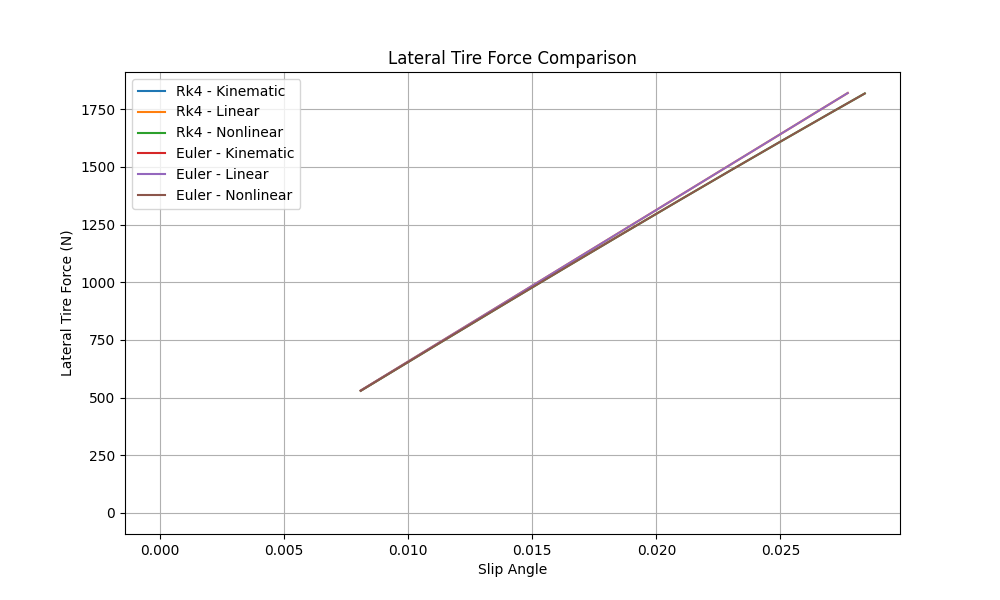 Lateral Tire Force Comparison
Rk4 - Kinematic
Rk4 - Linear
Rk4 - Nonlinear
Euler - Kinematic
Euler - Linear
Euler - Nonlinear
Lateral Tire Force (N)
1750
1500
1250
1000
750
500
250
0
0.000 0.005 0.010 0.015 0.020 0.025
Slip Angle